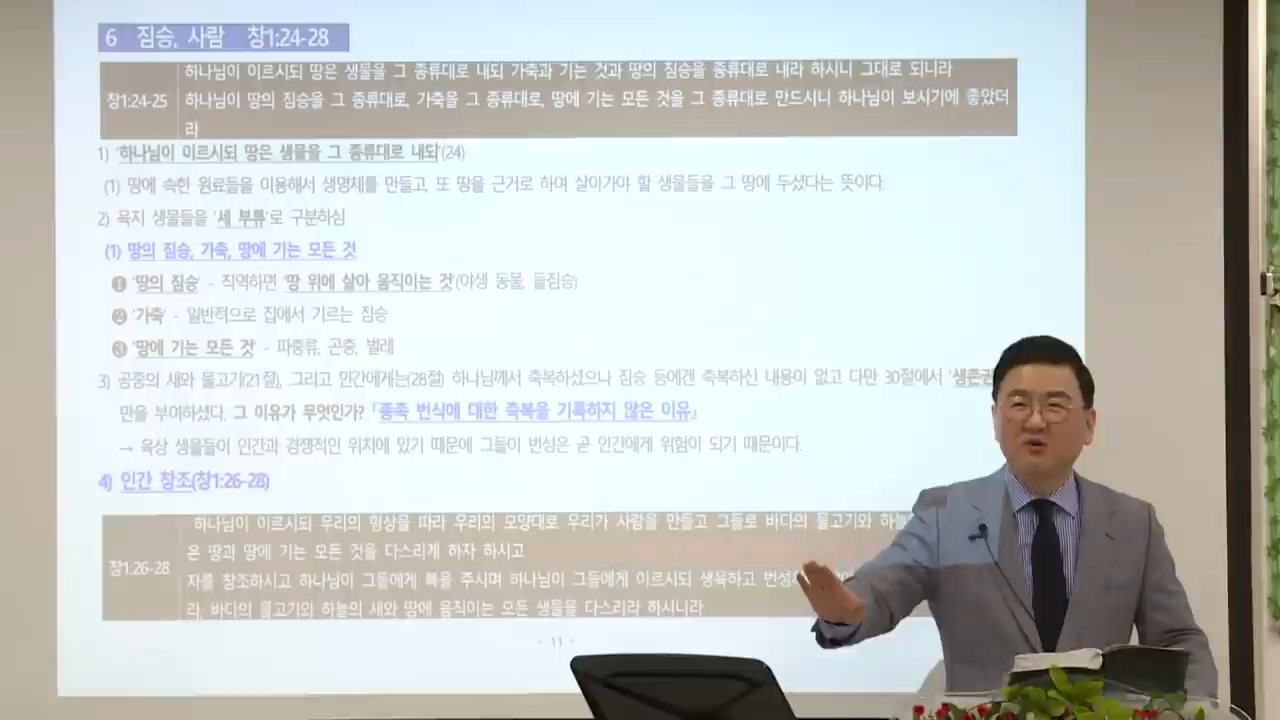 6 짐승, 사람 창1:24-28
하나님이 이르시되 땅은 생물을 그 종류대로 내되 가축과 기는 것과 땅의 짐승을 종류대로 내라 하시니 그대로 되니라
창1:24-25
하나님이 땅의 짐승을 그 종류대로, 가축을 그 종류대로, 땅에 기는 모든 것을 그 종류대로 만드시니 하나님이 보시기에 좋았더
라
1) '하나님이 이르시되 땅은 생물을 그 종류대로 내되'(24)
(1) 땅에 속한 원료들을 이용해서 생명체를 만들고, 또 땅을 근거로 하여 살아가야 할 생물들을 그 땅에 두셨다는 뜻이다
2) 육지 생물들을 '세 부류'로 구분하심
(1) 땅의 짐승, 가축, 땅에 기는 모든 것
❶ '땅의 짐승' - 직역하면 '땅 위에 살아 움직이는 것'(야생 동물, 들짐승)
❷ '가축' - 일반적으로 집에서 기르는 짐승
❸ '땅에 기는 모든 것' - 파충류, 곤충, 벌레
3) 공중의 새와 물고기(21절), 그리고 인간에게는(28절) 하나님께서 축복하셨으나 짐승 등에겐 축복하신 내용이 없고 다만 30절에서 '생존권
만을 부여하셨다. 그 이유가 무엇인가? 「종족 번식에 대한 축복을 기록하지 않은 이유」
→ 육상 생물들이 인간과 경쟁적인 위치에 있기 때문에 그들이 번성은 곧 인간에게 위험이 되기 때문이다.
4) 인간 창조(창1:26-28)
하나님이 이르시되 우리의 형상을 따라 우리의 모양대로 우리가 사람을 만들고 그들로 바다의 물고기와 하늘
은 땅과 땅에 기는 모든 것을 다스리게 하자 하시고
창1:26-28
자를 창조하시고 하나님이 그들에게 복을 주시며 하나님이 그들에게 이르시되 생육하고 번성
라, 바다의 물고기와 하늘의 새와 땅에 움직이는 모든 생물을 다스리라 하시니라
- 11 -